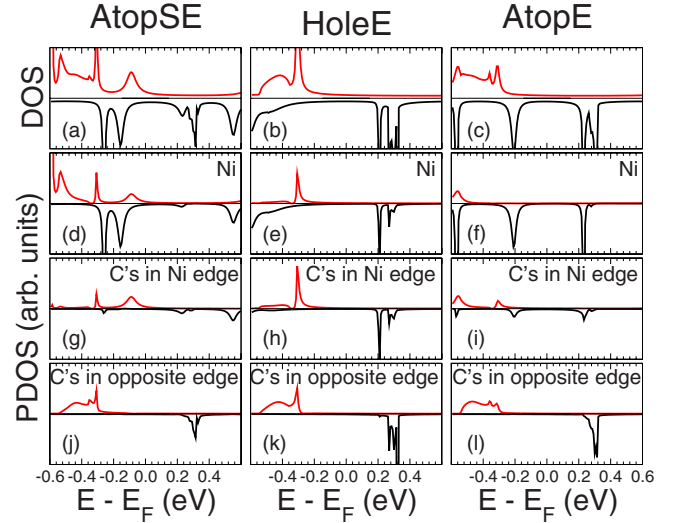 AtopSE HoleE AtopE
DOS
(a) (b) (c)
Ni Ni Ni
(d) (e) (f)
PDOS (arb. units)
C's in Ni edge C's in Ni edge C's in Ni edge
(g) (h) (i)
C's in opposite edge C's in opposite edge C's in opposite edge
(j) (k) (l)
-0.6 -0.4 -0.2 0.0 0.2 0.4 -0.4 -0.2 0.0 0.2 0.4 -0.4 -0.2 0.0 0.2 0.4 0.6
E - E_F (eV) E - E_F (eV) E - E_F (eV)